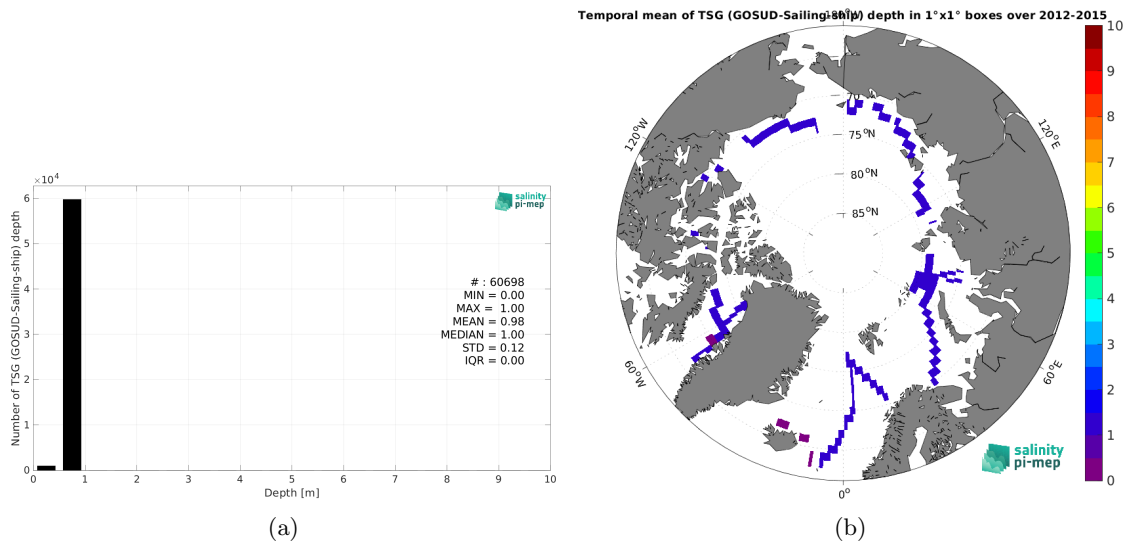 Temporal mean of TSG (GOSUD-Sailing-ship) depth in 1°x1° boxes over 2012-2015
×10⁴
6
5
4
3
2
1
0
Number of TSG (GOSUD-Sailing-ship) depth
0 1 2 3 4 5 6 7 8 9 10
Depth [m]
salinity
pi-mep
# : 60698
MIN = 0.00
MAX = 1.00
MEAN = 0.98
MEDIAN = 1.00
STD = 0.12
IQR = 0.00
(a)
120°W
120°E
75°N
80°N
85°N
60°W
60°E
0°
salinity
pi-mep
10
9
8
7
6
5
4
3
2
1
0
(b)